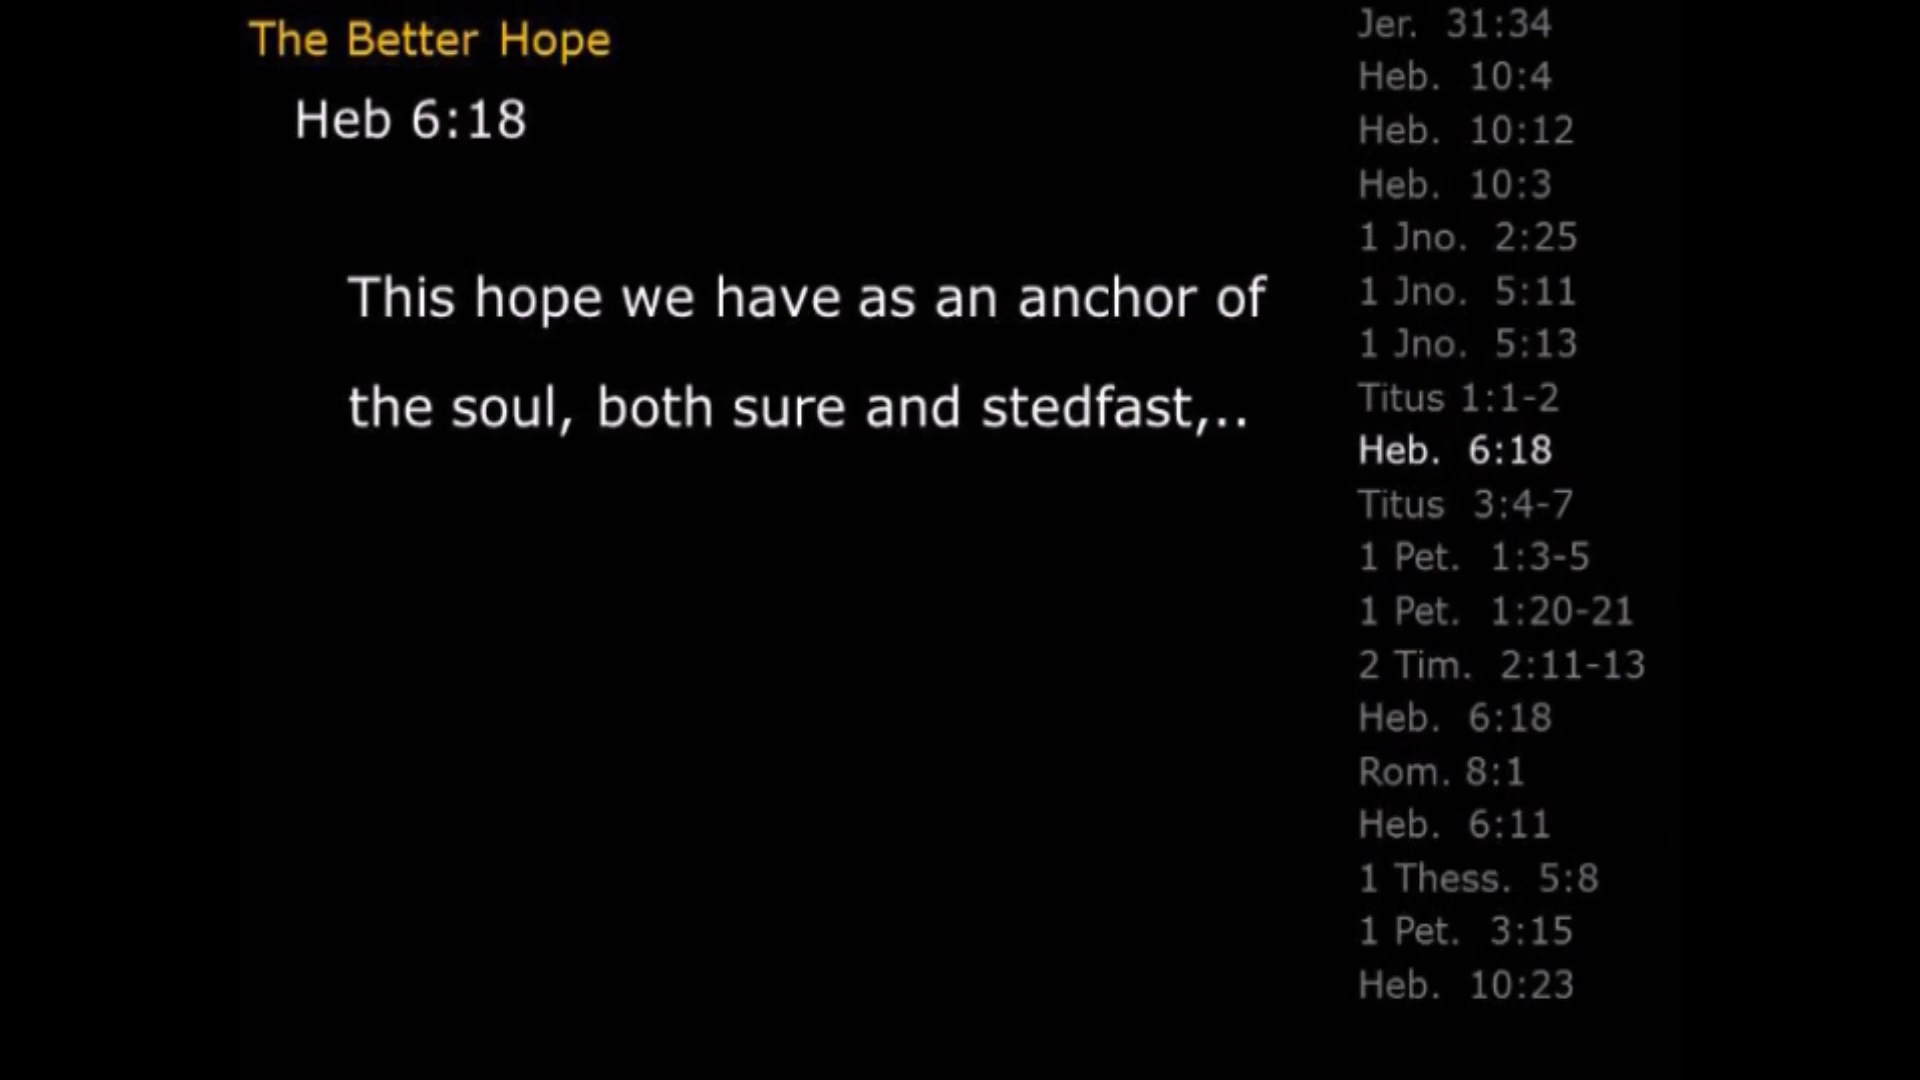 The Better Hope
Heb 6:18
This hope we have as an anchor of
the soul, both sure and stedfast,..
Jer. 31:34
Heb. 10:4
Heb. 10:12
Heb. 10:3
1 Jno. 2:25
1 Jno. 5:11
1 Jno. 5:13
Titus 1:1-2
Heb. 6:18
Titus 3:4-7
1 Pet. 1:3-5
1 Pet. 1:20-21
2 Tim. 2:11-13
Heb. 6:18
Rom. 8:1
Heb. 6:11
1 Thess. 5:8
1 Pet. 3:15
Heb. 10:23